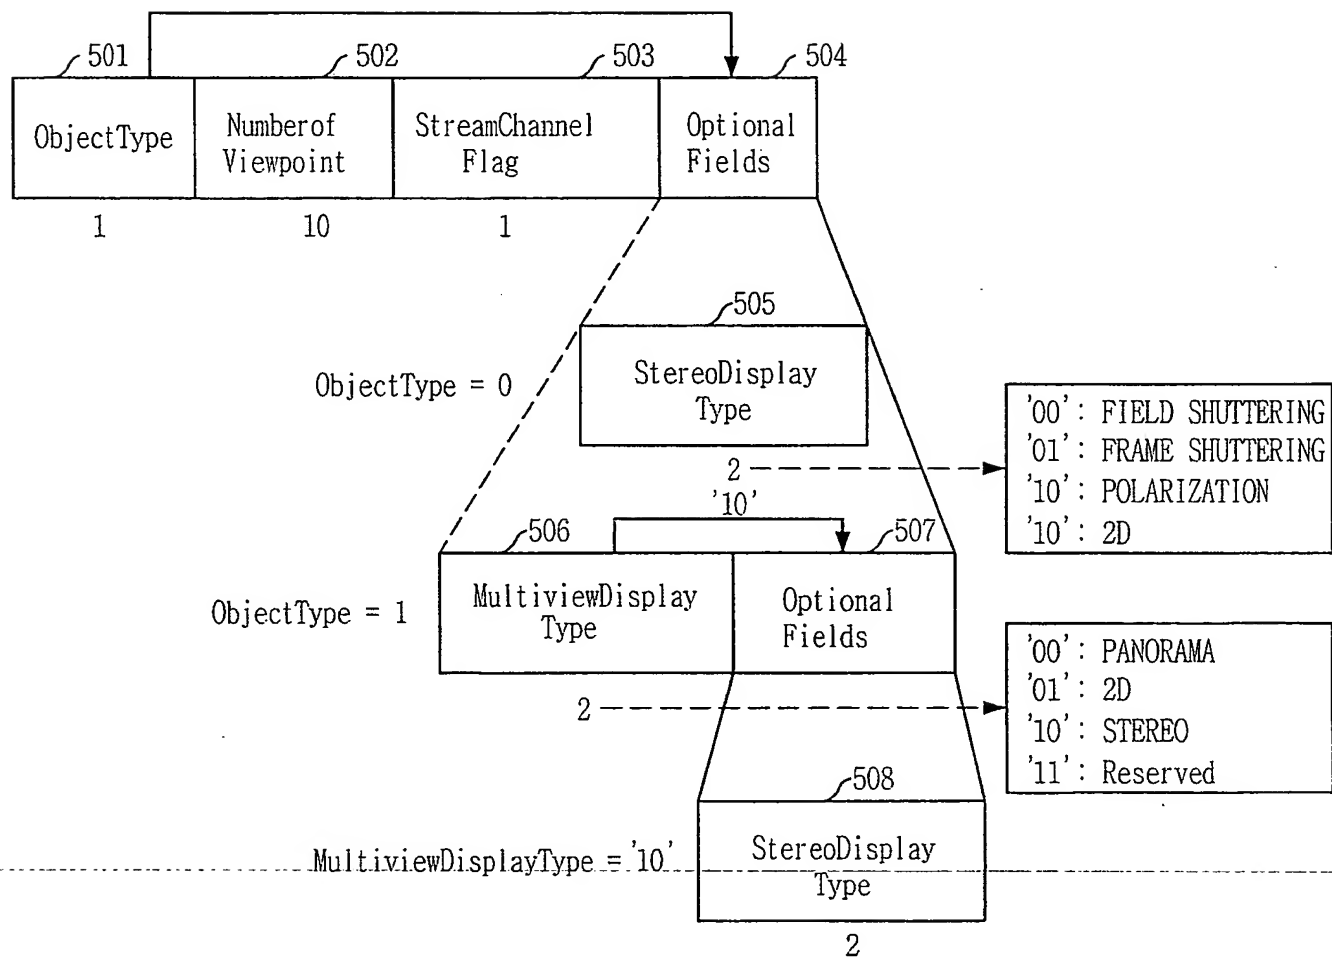 501 502 503 504
ObjectType
Numberof
Viewpoint
StreamChannel
Flag
Optional
Fields
1 10 1
505
ObjectType = 0
StereoDisplay
Type
2
'00': FIELD SHUTTERING
'01': FRAME SHUTTERING
'10': POLARIZATION
'10': 2D
'10'
506 507
ObjectType = 1
MultiviewDisplay
Type
Optional
Fields
2
'00': PANORAMA
'01': 2D
'10': STEREO
'11': Reserved
508
MultiviewDisplayType = '10'
StereoDisplay
Type
2